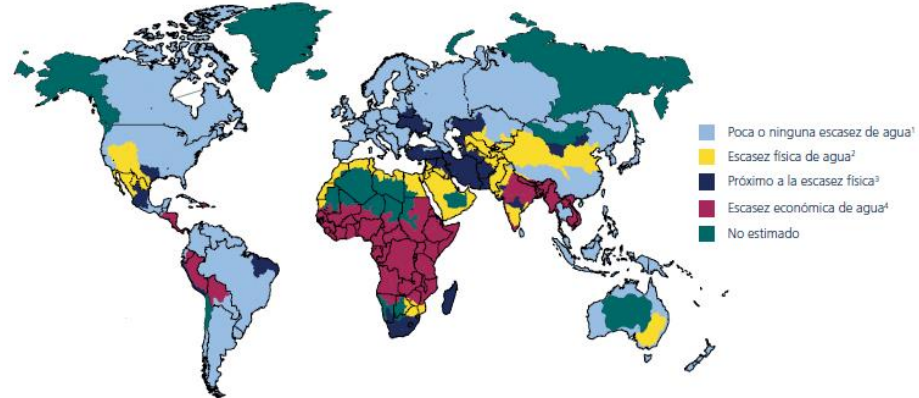 Poca o ninguna escasez de agua¹
Escasez física de agua²
Próximo a la escasez física³
Escasez económica de agua⁴
No estimado